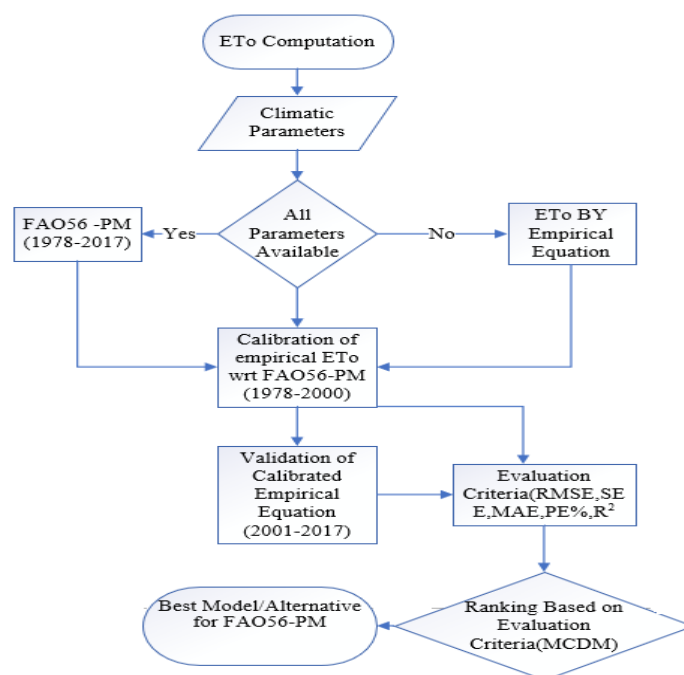 ETo Computation
Climatic
Parameters
All
Parameters
Available
Yes
No
FAO56 -PM
(1978-2017)
ETo BY
Empirical
Equation
Calibration of
empirical ETo
wrt FAO56-PM
(1978-2000)
Validation of
Calibrated
Empirical
Equation
(2001-2017)
Evaluation
Criteria(RMSE,SE
E,MAE,PE%,R²
Ranking Based on
Evaluation
Criteria(MCDM)
Best Model/Alternative
for FAO56-PM